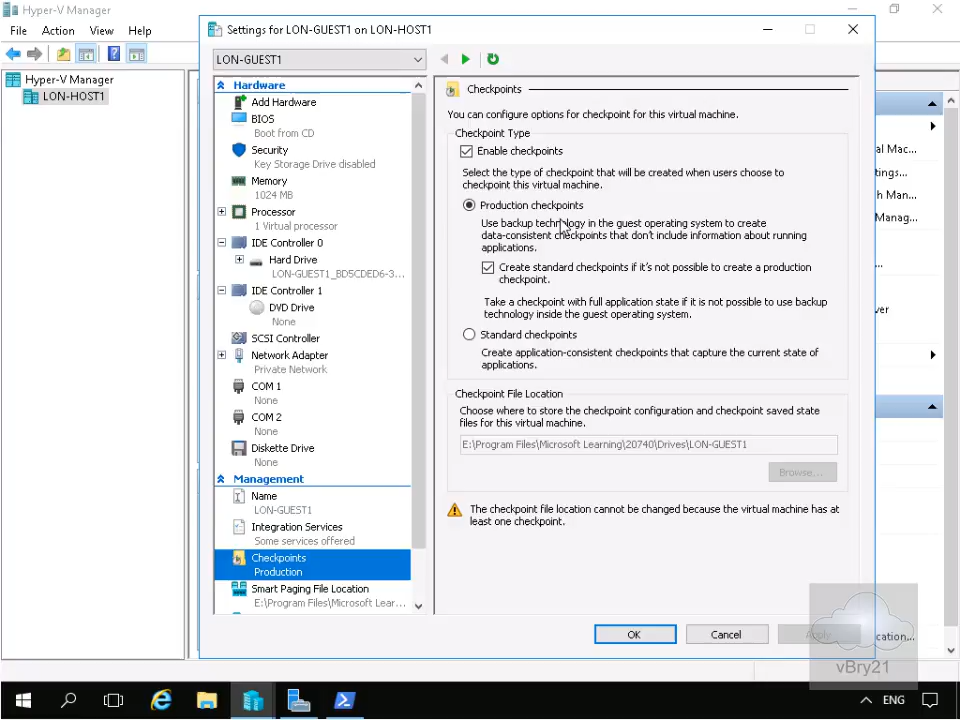 Hyper-V Manager
File Action View Help
Hyper-V Manager
LON-HOST1
Settings for LON-GUEST1 on LON-HOST1
LON-GUEST1
Hardware
Add Hardware
BIOS
Boot from CD
Security
Key Storage Drive disabled
Memory
1024 MB
Processor
1 Virtual processor
IDE Controller 0
Hard Drive
LON-GUEST1_BD5CDED6-3...
IDE Controller 1
DVD Drive
None
SCSI Controller
Network Adapter
Private Network
COM 1
None
COM 2
None
Diskette Drive
None
Management
Name
LON-GUEST1
Integration Services
Some services offered
Checkpoints
Production
Smart Paging File Location
E:\Program Files\Microsoft Lear...
Checkpoints
You can configure options for checkpoint for this virtual machine.
Checkpoint Type
Enable checkpoints
Select the type of checkpoint that will be created when users choose to
checkpoint this virtual machine.
Production checkpoints
Use backup technology in the guest operating system to create
data-consistent checkpoints that don't include information about running
applications.
Create standard checkpoints if it's not possible to create a production
checkpoint.
Take a checkpoint with full application state if it is not possible to use backup
technology inside the guest operating system.
Standard checkpoints
Create application-consistent checkpoints that capture the current state of
applications.
Checkpoint File Location
Choose where to store the checkpoint configuration and checkpoint saved state
files for this virtual machine.
E:\Program Files\Microsoft Learning\20740\Drives\LON-GUEST1
Browse...
The checkpoint file location cannot be changed because the virtual machine has at
least one checkpoint.
OK
Cancel
Apply
al Mac...
tings...
h Man...
Manag...
ver
cation...
vBry21
ENG